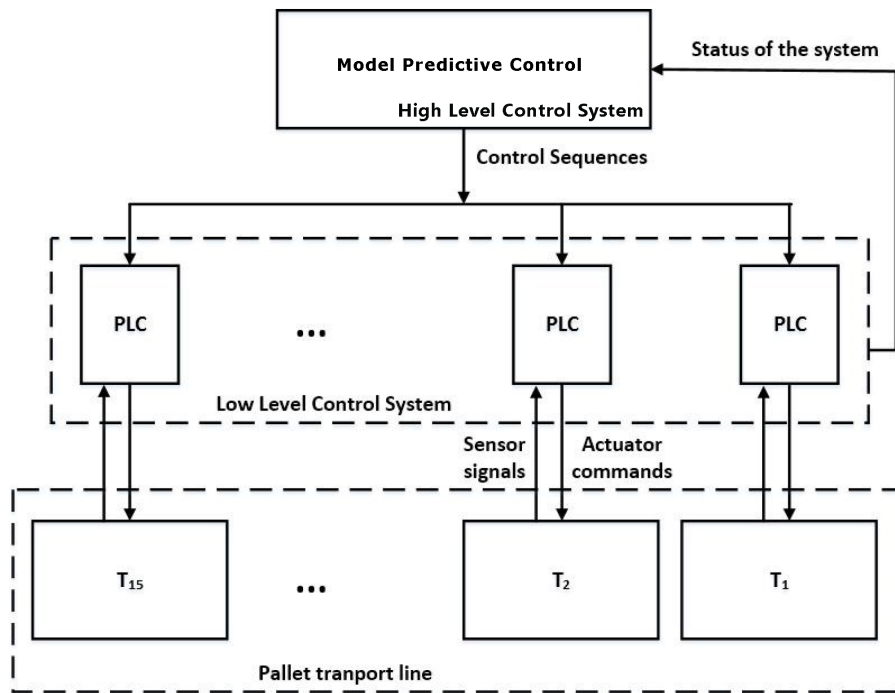 Model Predictive Control
Status of the system
High Level Control System
Control Sequences
PLC
...
PLC
PLC
Low Level Control System
Sensor
signals
Actuator
commands
T₁₅
...
T₂
T₁
Pallet tranport line